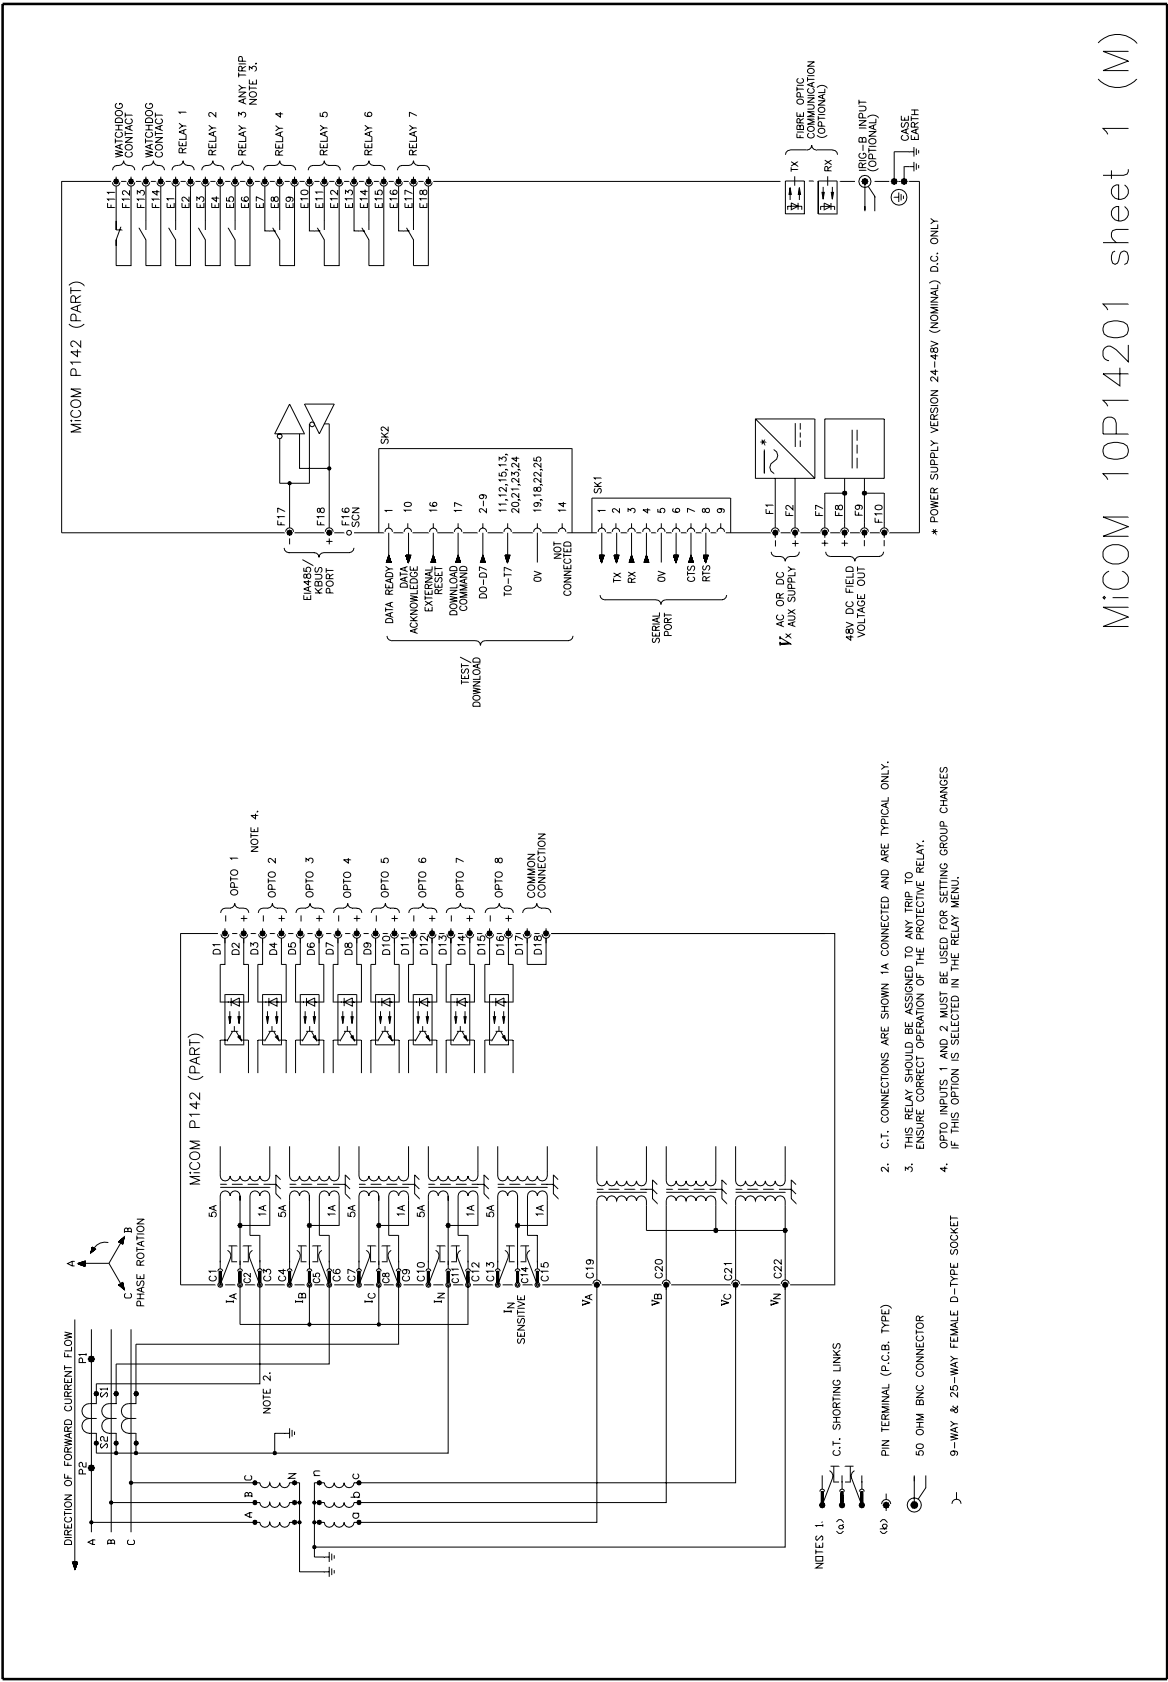 DIRECTION OF FORWARD CURRENT FLOW
A
B
C
PHASE ROTATION
P2
P1
A
B
C
S2
S1
NOTE 2.
A
B
C
N
n
a
b
c
MiCOM P142 (PART)
IA
IB
IC
IN
IN
SENSITIVE
VA
VB
VC
VN
C1
C2
C3
C4
C5
C6
C7
C8
C9
C10
C11
C12
C13
C14
C15
C19
C20
C21
C22
5A
1A
5A
1A
5A
1A
5A
1A
1A
D1
D2
D3
D4
D5
D6
D7
D8
D9
D10
D11
D12
D13
D14
D15
D16
D17
D18
-
+
-
+
-
+
-
+
-
+
-
+
-
+
-
+
OPTO 1
OPTO 2
OPTO 3
OPTO 4
OPTO 5
OPTO 6
OPTO 7
OPTO 8
COMMON
CONNECTION
NOTE 4.
NOTES 1.
(a)
C.T. SHORTING LINKS
(b)
PIN TERMINAL (P.C.B. TYPE)
50 OHM BNC CONNECTOR
9-WAY & 25-WAY FEMALE D-TYPE SOCKET
2. C.T. CONNECTIONS ARE SHOWN 1A CONNECTED AND ARE TYPICAL ONLY.
3. THIS RELAY SHOULD BE ASSIGNED TO ANY TRIP TO
ENSURE CORRECT OPERATION OF THE PROTECTIVE RELAY.
4. OPTO INPUTS 1 AND 2 MUST BE USED FOR SETTING GROUP CHANGES
IF THIS OPTION IS SELECTED IN THE RELAY MENU.
MiCOM P142 (PART)
EIA485/
KBUS
PORT
-
+
F17
F18
F16
SCN
TEST/
DOWNLOAD
DATA READY
DATA
ACKNOWLEDGE
EXTERNAL
RESET
DOWNLOAD
COMMAND
DO-D7
TO-T7
0V
NOT
CONNECTED
SK2
1
10
16
17
2-9
11,12,15,13,
20,21,23,24
19,18,22,25
14
SERIAL
PORT
TX
RX
0V
CTS
RTS
SK1
1
2
3
4
5
6
7
8
9
Vx AC OR DC
AUX SUPPLY
-
+
F1
F2
*
48V DC FIELD
VOLTAGE OUT
+
+
-
-
F7
F8
F9
F10
F11
F12
F13
F14
E1
E2
E3
E4
E5
E6
E7
E8
E9
E10
E11
E12
E13
E14
E15
E16
E17
E18
WATCHDOG
CONTACT
WATCHDOG
CONTACT
RELAY 1
RELAY 2
RELAY 3 ANY TRIP
NOTE 3.
RELAY 4
RELAY 5
RELAY 6
RELAY 7
TX
RX
FIBRE OPTIC
COMMUNICATION
(OPTIONAL)
IRIG-B INPUT
(OPTIONAL)
CASE
EARTH
* POWER SUPPLY VERSION 24-48V (NOMINAL) D.C. ONLY
MiCOM 10P14201 sheet 1 (M)